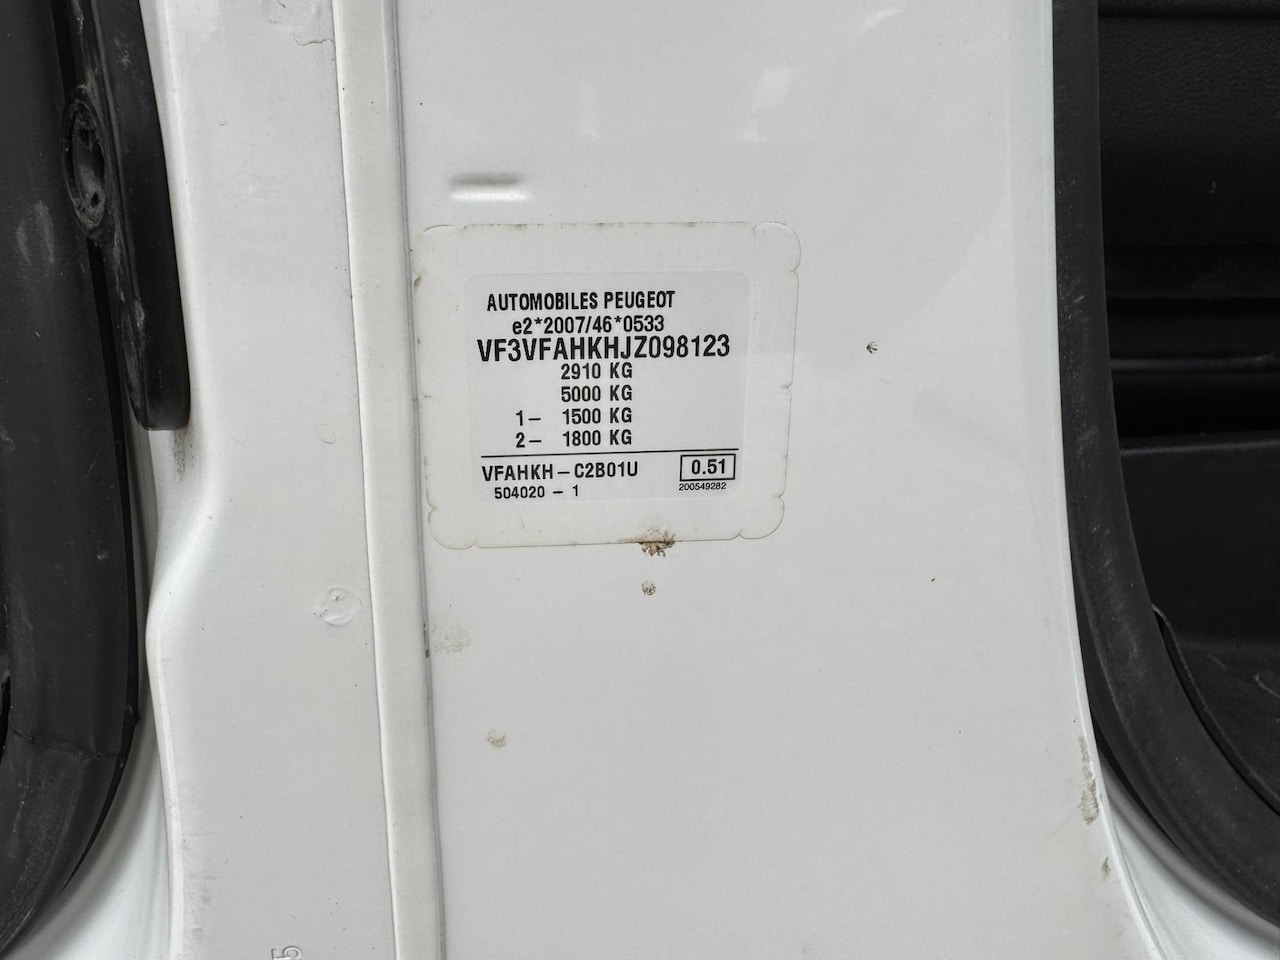 AUTOMOBILES PEUGEOT
e2*2007/46*0533
VF3VFAHKHJZ098123
2910 KG
5000 KG
1– 1500 KG
2– 1800 KG
VFAHKH – C2B01U 0.51
504020 – 1 200549282